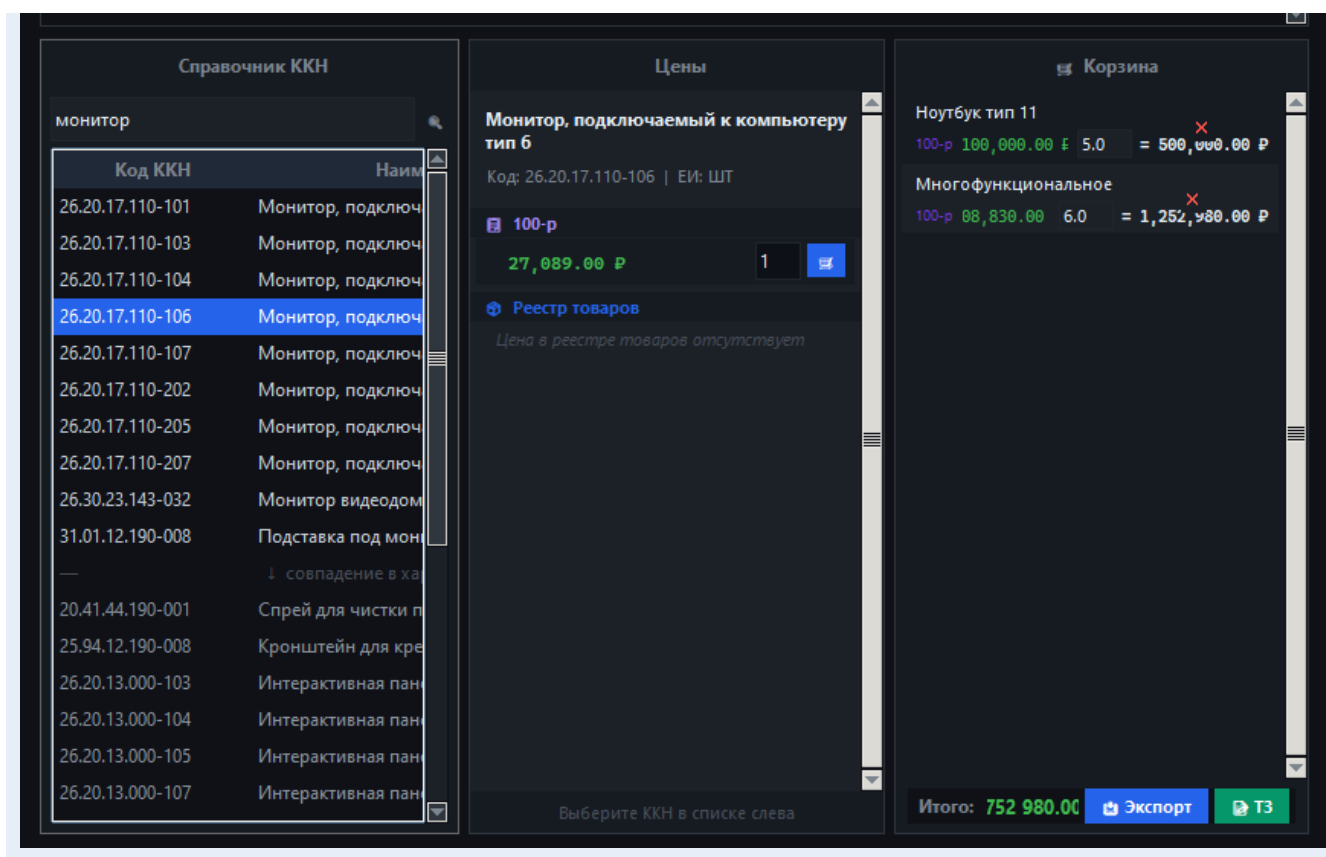 Справочник ККН
монитор
Код ККН Наим
26.20.17.110-101 Монитор, подключ
26.20.17.110-103 Монитор, подключ
26.20.17.110-104 Монитор, подключ
26.20.17.110-106 Монитор, подключ
26.20.17.110-107 Монитор, подключ
26.20.17.110-202 Монитор, подключ
26.20.17.110-205 Монитор, подключ
26.20.17.110-207 Монитор, подключ
26.30.23.143-032 Монитор видеодом
31.01.12.190-008 Подставка под мон
— ↓ совпадение в ха
20.41.44.190-001 Спрей для чистки п
25.94.12.190-008 Кронштейн для кре
26.20.13.000-103 Интерактивная пан
26.20.13.000-104 Интерактивная пан
26.20.13.000-105 Интерактивная пан
26.20.13.000-107 Интерактивная пан
Цены
Монитор, подключаемый к компьютеру
тип 6
Код: 26.20.17.110-106 | ЕИ: ШТ
100-р
27,089.00 ₽ 1
Реестр товаров
Цена в реестре товаров отсутствует
Выберите ККН в списке слева
Корзина
Ноутбук тип 11
100-р 100,000.00 5.0 = 500,000.00 ₽
Многофункциональное
100-р 08,830.00 6.0 = 1,252,980.00 ₽
Итого: 752 980.00 Экспорт ТЗ